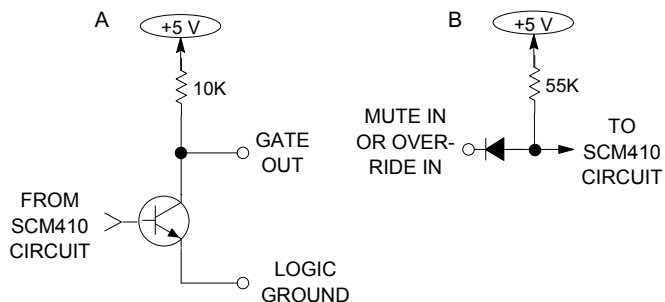 A
+5 V
10K
GATE
OUT
FROM
SCM410
CIRCUIT
LOGIC
GROUND
B
+5 V
55K
MUTE IN
OR OVER-
RIDE IN
TO
SCM410
CIRCUIT